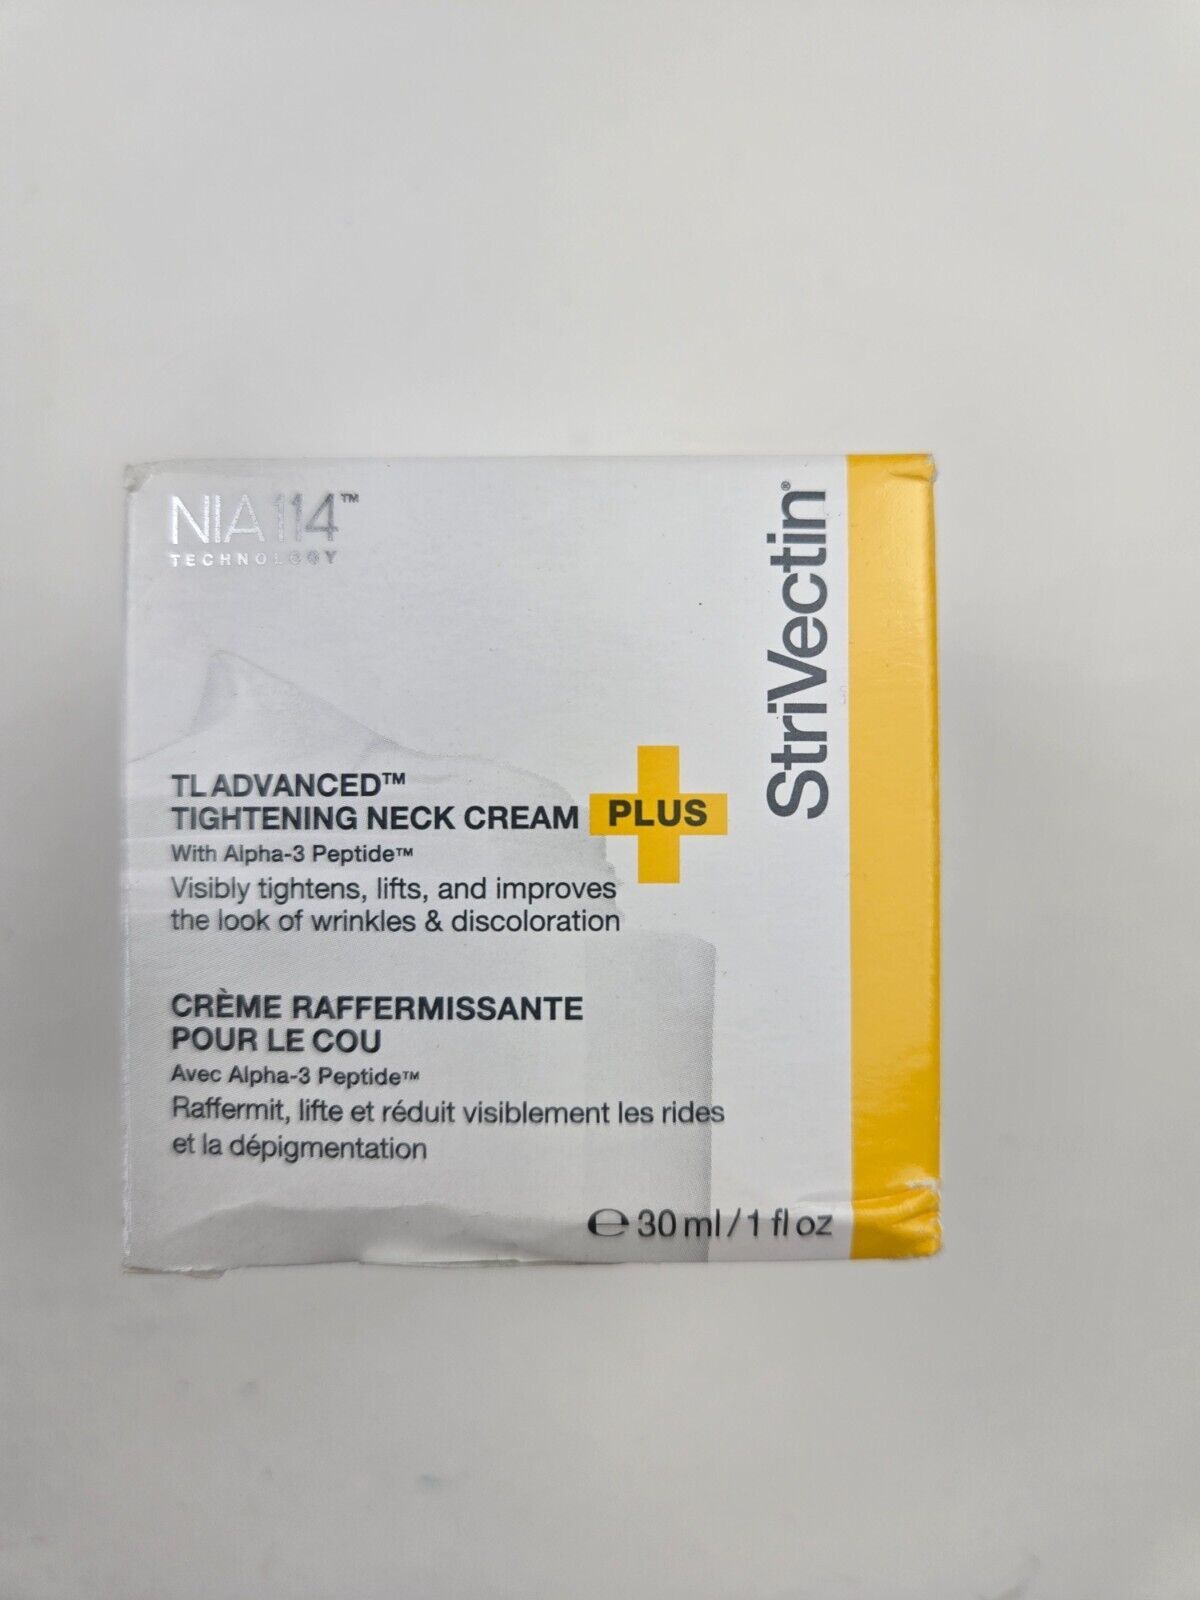 NIA114™
TECHNOLOGY
StriVectin®
TL ADVANCED™
TIGHTENING NECK CREAM PLUS
With Alpha-3 Peptide™
Visibly tightens, lifts, and improves
the look of wrinkles & discoloration
CRÈME RAFFERMISSANTE
POUR LE COU
Avec Alpha-3 Peptide™
Raffermit, lifte et réduit visiblement les rides
et la dépigmentation
℮ 30 ml / 1 fl oz